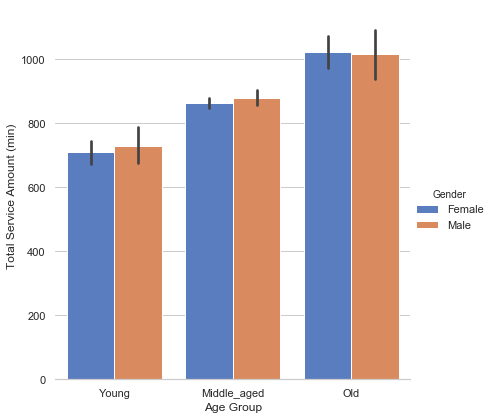 1000
800
600
400
200
0
Total Service Amount (min)
Young
Middle_aged
Old
Age Group
Gender
Female
Male